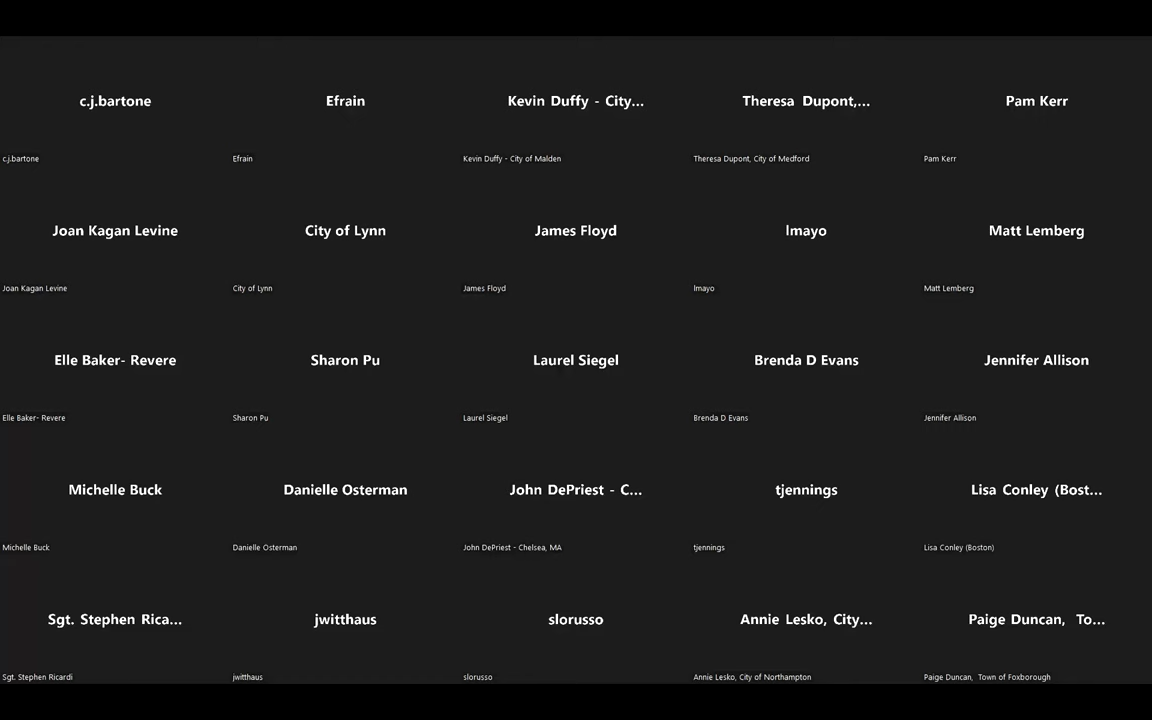 c.j.bartone
Efrain
Kevin Duffy - City...
Theresa Dupont,...
Pam Kerr
c.j.bartone
Efrain
Kevin Duffy - City of Malden
Theresa Dupont, City of Medford
Pam Kerr
Joan Kagan Levine
City of Lynn
James Floyd
lmayo
Matt Lemberg
Joan Kagan Levine
City of Lynn
James Floyd
lmayo
Matt Lemberg
Elle Baker- Revere
Sharon Pu
Laurel Siegel
Brenda D Evans
Jennifer Allison
Elle Baker- Revere
Sharon Pu
Laurel Siegel
Brenda D Evans
Jennifer Allison
Michelle Buck
Danielle Osterman
John DePriest - C...
tjennings
Lisa Conley (Bost...
Michelle Buck
Danielle Osterman
John DePriest - Chelsea, MA
tjennings
Lisa Conley (Boston)
Sgt. Stephen Rica...
jwitthaus
slorusso
Annie Lesko, City...
Paige Duncan, To...
Sgt. Stephen Ricardi
jwitthaus
slorusso
Annie Lesko, City of Northampton
Paige Duncan, Town of Foxborough